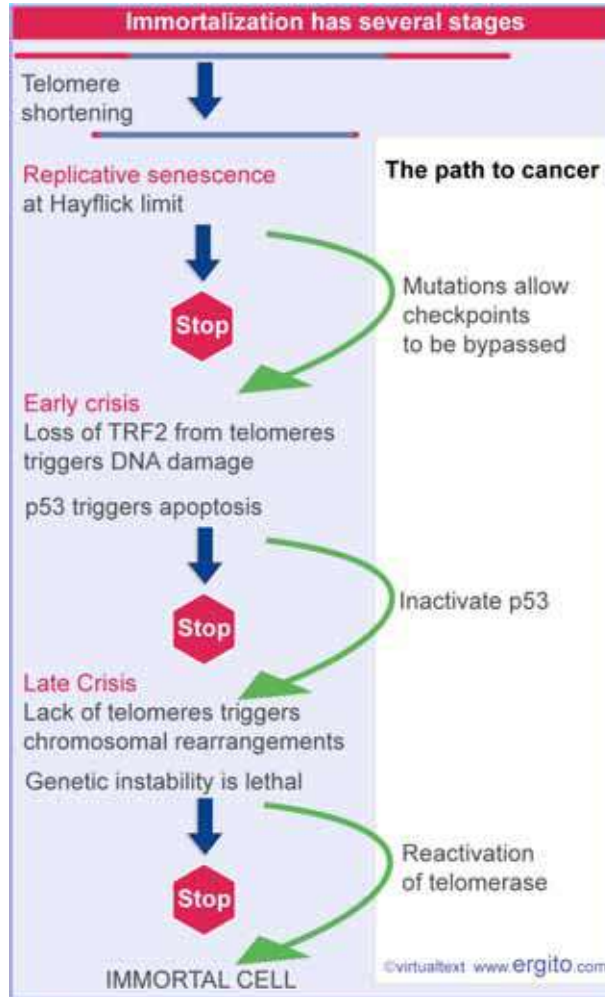 Immortalization has several stages
Telomere
shortening
Replicative senescence
at Hayflick limit
The path to cancer
Stop
Mutations allow
checkpoints
to be bypassed
Early crisis
Loss of TRF2 from telomeres
triggers DNA damage
p53 triggers apoptosis
Inactivate p53
Stop
Late Crisis
Lack of telomeres triggers
chromosomal rearrangements
Genetic instability is lethal
Reactivation
of telomerase
Stop
IMMORTAL CELL
©virtualtext www.ergito.com